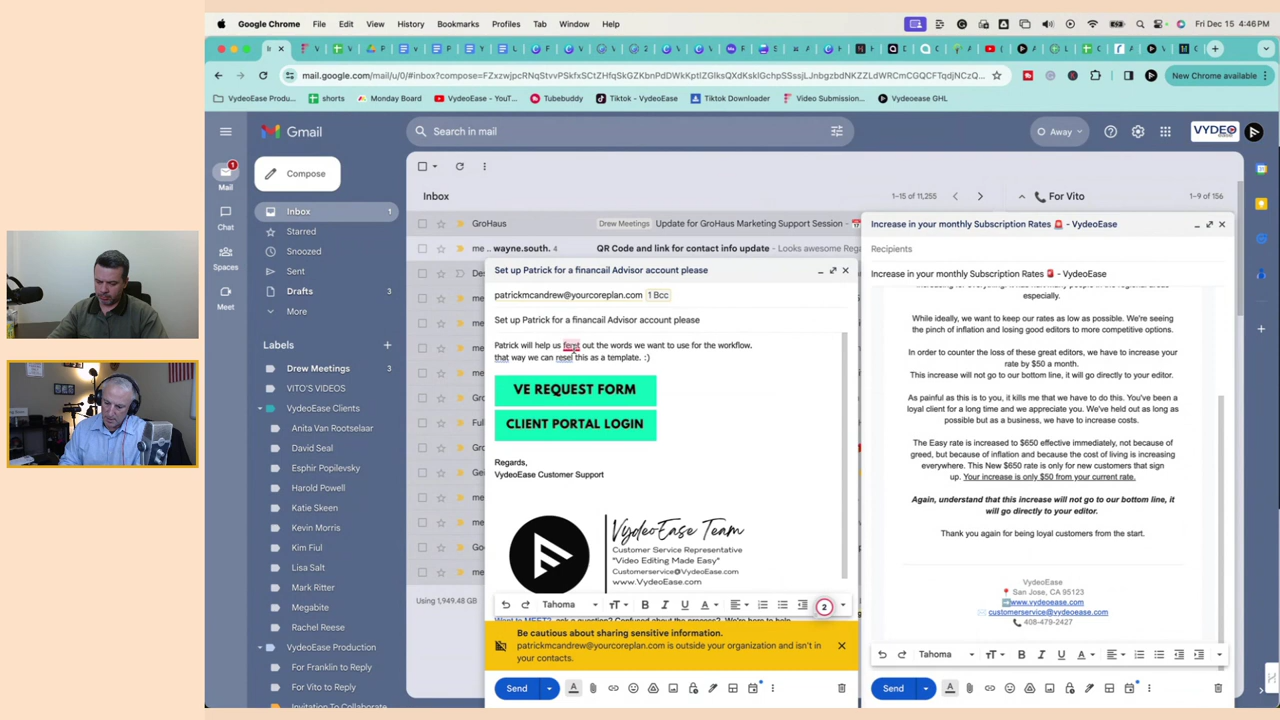 Google Chrome File Edit View History Bookmarks Profiles Tab Window Help Fri Dec 15 4:46 PM
mail.google.com/mail/u/0/#inbox?compose= New Chrome available
VydeoEase Produ... shorts Monday Board VydeoEase - YouT... Tubebuddy Tiktok - VydeoEase Tiktok Downloader Video Submission... Vydeoease GHL
Gmail
Search in mail
Away
VYDEO
Compose
Mail
1
Chat
Spaces
Meet
Inbox 1
Starred
Snoozed
Sent
Drafts 3
More
Labels
Drew Meetings 3
VITO'S VIDEOS
VydeoEase Clients
Anita Van Rootselaar
David Seal
Esphir Popilevsky
Harold Powell
Katie Skeen
Kevin Morris
Kim Fiul
Lisa Salt
Mark Ritter
Megabite
Rachel Reese
VydeoEase Production
For Franklin to Reply
For Vito to Reply
Invitation To Collaborate
Inbox 1–15 of 11,255
For Vito 1–9 of 156
GroHaus Drew Meetings Update for GroHaus Marketing Support Session -
me .. wayne.south. 4 QR Code and link for contact info update - Looks awesome Rega
Using 1,949.48 GB
Set up Patrick for a financail Advisor account please
patrickmcandrew@yourcoreplan.com 1 Bcc
Set up Patrick for a financail Advisor account please
Patrick will help us out the words we want to use for the workflow.
that way we can reset this as a template. :)
VE REQUEST FORM
CLIENT PORTAL LOGIN
Regards,
VydeoEase Customer Support
VydeoEase Team
Customer Service Representative
"Video Editing Made Easy"
Customerservice@VydeoEase.com
www.VydeoEase.com
Tahoma
2
Be cautious about sharing sensitive information.
patrickmcandrew@yourcoreplan.com is outside your organization and isn't in
your contacts.
Send
Increase in your monthly Subscription Rates 🚨 - VydeoEase
Recipients
Increase in your monthly Subscription Rates 🚨 - VydeoEase
especially.
While ideally, we want to keep our rates as low as possible. We're seeing
the pinch of inflation and losing good editors to more competitive options.
In order to counter the loss of these great editors, we have to increase your
rate by $50 a month.
This increase will not go to our bottom line, it will go directly to your editor.
As painful as this is to you, it kills me that we have to do this. You've been a
loyal client for a long time and we appreciate you. We've held out as long as
possible but as a business, we have to increase costs.
The Easy rate is increased to $650 effective immediately, not because of
greed, but because of inflation and because the cost of living is increasing
everywhere. This New $650 rate is only for new customers that sign
up. Your increase is only $50 from your current rate.
Again, understand that this increase will not go to our bottom line, it
will go directly to your editor.
Thank you again for being loyal customers from the start.
VydeoEase
📍 San Jose, CA 95123
➡️www.vydeoease.com
✉️ customerservice@vydeoease.com
📞 408-479-2427
Tahoma
Send